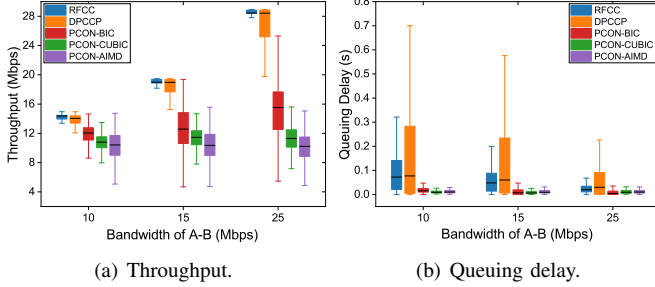 RFCC
DPCCP
PCON-BIC
PCON-CUBIC
PCON-AIMD
Throughput (Mbps)
28
24
20
16
12
8
4
10 15 25
Bandwidth of A-B (Mbps)
(a) Throughput.
RFCC
DPCCP
PCON-BIC
PCON-CUBIC
PCON-AIMD
Queuing Delay (s)
0.8
0.7
0.6
0.5
0.4
0.3
0.2
0.1
0.0
10 15 25
Bandwidth of A-B (Mbps)
(b) Queuing delay.